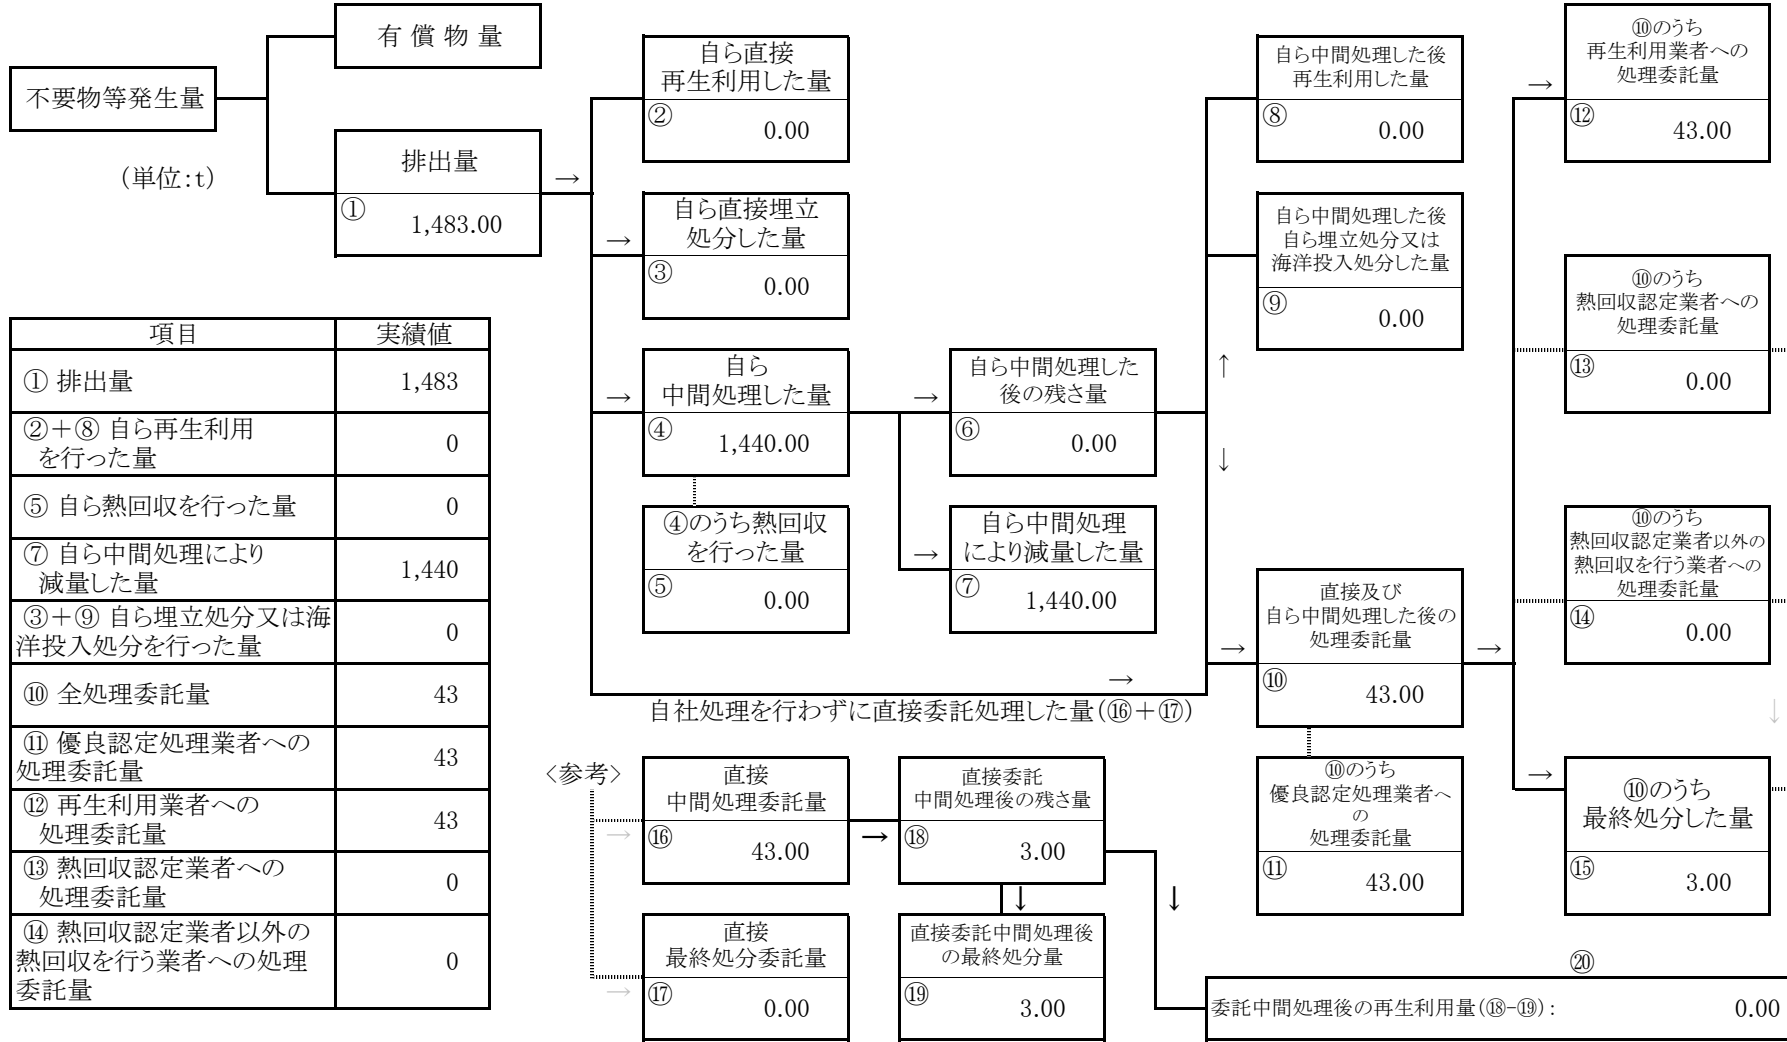 有 償 物 量
不要物等発生量
(単位:t)
排出量
①
1,483.00
→
自ら直接
再生利用した量
②
0.00
→
自ら直接埋立
処分した量
③
0.00
→
自ら
中間処理した量
④
1,440.00
④のうち熱回収
を行った量
⑤
0.00
→
自ら中間処理した
後の残さ量
⑥
0.00
→
自ら中間処理
により減量した量
⑦
1,440.00
自ら中間処理した後
再生利用した量
⑧
0.00
自ら中間処理した後
自ら埋立処分又は
海洋投入処分した量
⑨
0.00
↑
↓
→
直接及び
自ら中間処理した後の
処理委託量
⑩
43.00
→
⑩のうち
優良認定処理業者へ
の
処理委託量
⑪
43.00
→
⑩のうち
再生利用業者への
処理委託量
⑫
43.00
⑩のうち
熱回収認定業者への
処理委託量
⑬
0.00
⑩のうち
熱回収認定業者以外の
熱回収を行う業者への
処理委託量
⑭
0.00
↓
→
⑩のうち
最終処分した量
⑮
3.00
→
自社処理を行わずに直接委託処理した量(⑯+⑰)
<参考>
→
直接
中間処理委託量
⑯
43.00
→
直接委託
中間処理後の残さ量
⑱
3.00
↓
↓
→
直接
最終処分委託量
⑰
0.00
直接委託中間処理後
の最終処分量
⑲
3.00
⑳
委託中間処理後の再生利用量(⑱-⑲):
0.00
項目 実績値
① 排出量 1,483
②+⑧ 自ら再生利用
を行った量 0
⑤ 自ら熱回収を行った量 0
⑦ 自ら中間処理により
減量した量 1,440
③+⑨ 自ら埋立処分又は海
洋投入処分を行った量 0
⑩ 全処理委託量 43
⑪ 優良認定処理業者への
処理委託量 43
⑫ 再生利用業者への
処理委託量 43
⑬ 熱回収認定業者への
処理委託量 0
⑭ 熱回収認定業者以外の
熱回収を行う業者への処理
委託量 0